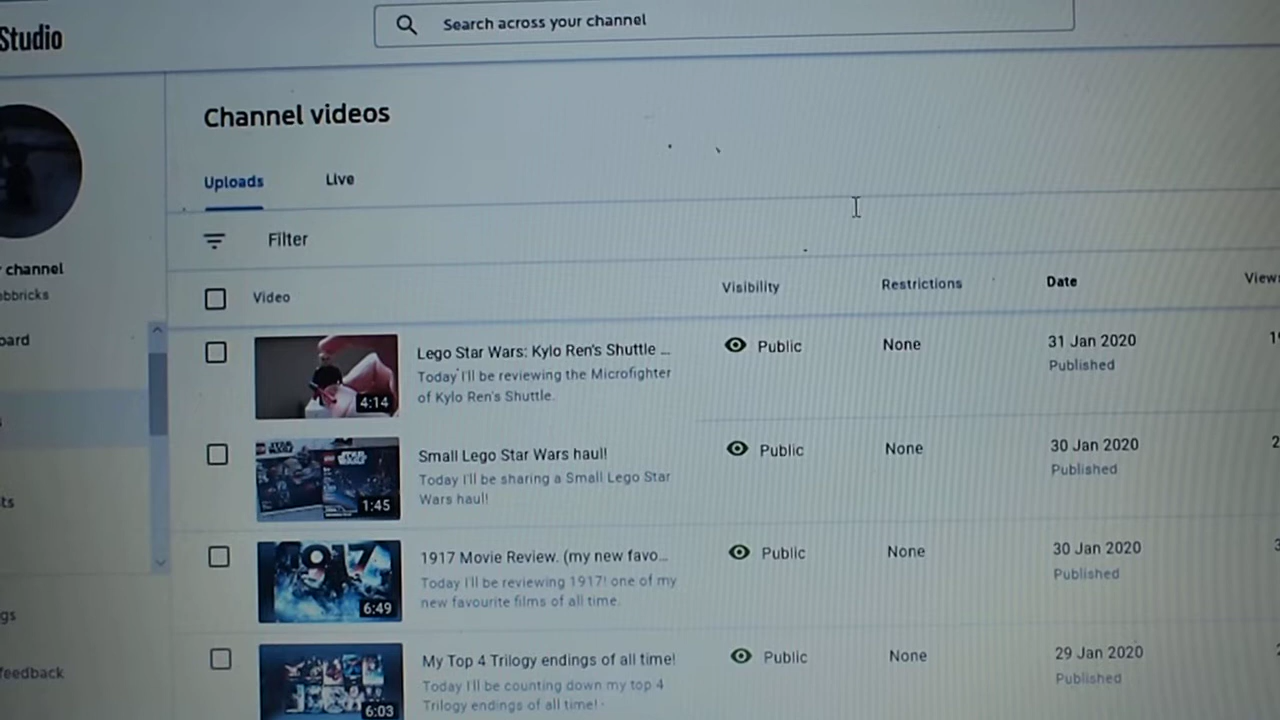 Studio
Search across your channel
Channel videos
Uploads
Live
Filter
channel
bbricks
Video
Visibility
Restrictions
Date
Views
Lego Star Wars: Kylo Ren's Shuttle ...
Today I'll be reviewing the Microfighter
of Kylo Ren's Shuttle.
4:14
Public
None
31 Jan 2020
Published
Small Lego Star Wars haul!
Today I'll be sharing a Small Lego Star
Wars haul!
1:45
Public
None
30 Jan 2020
Published
1917 Movie Review. (my new favo...
Today I'll be reviewing 1917! one of my
new favourite films of all time.
1917
6:49
Public
None
30 Jan 2020
Published
My Top 4 Trilogy endings of all time!
Today I'll be counting down my top 4
Trilogy endings of all time!
6:03
Public
None
29 Jan 2020
Published
feedback